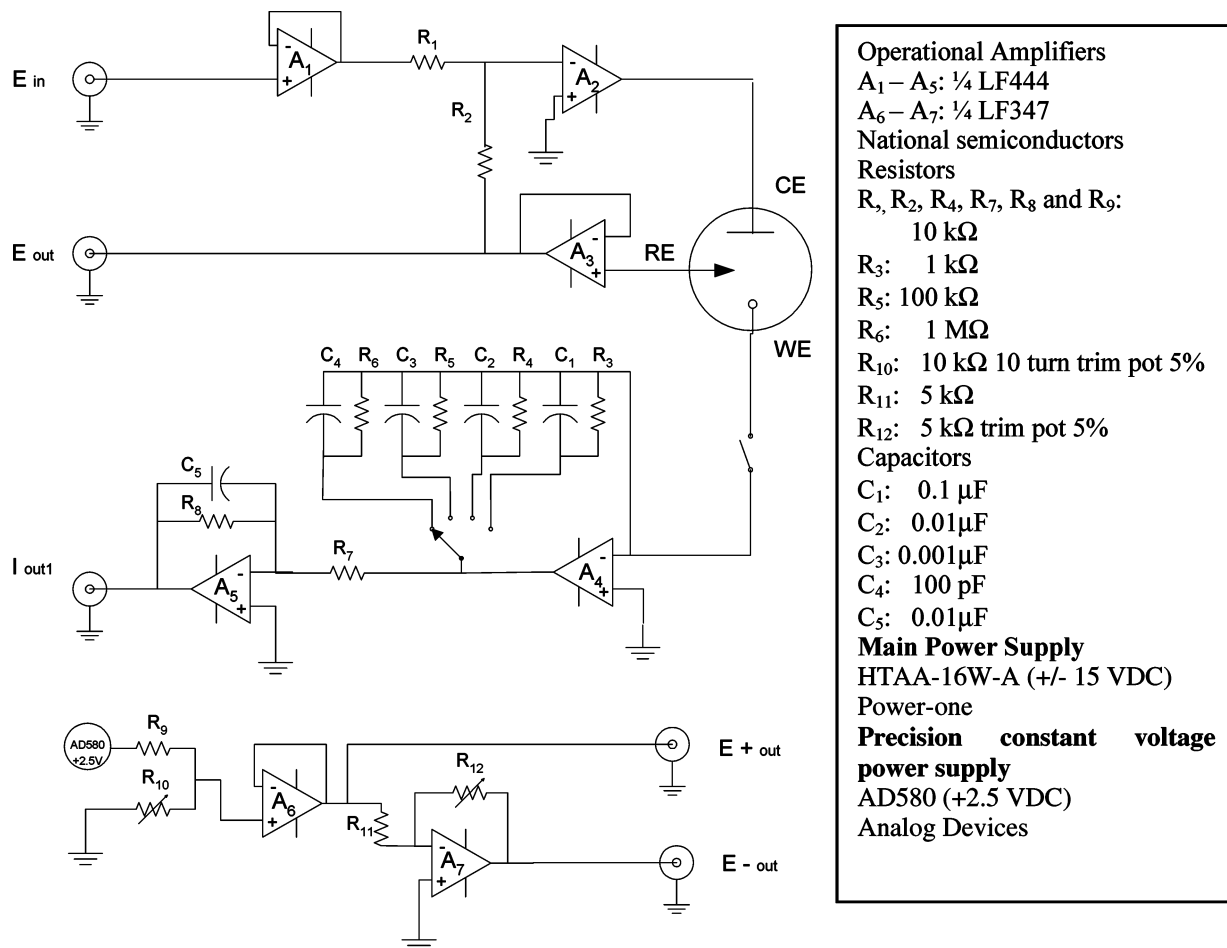 E in
A₁
-
+
R₁
R₂
A₂
-
+
CE
E out
A₃
-
+
RE
WE
C₄ R₆ C₃ R₅ C₂ R₄ C₁ R₃
C₅
R₈
I out1
A₅
-
+
R₇
A₄
-
+
AD580
+2.5V
R₉
R₁₀
A₆
-
+
R₁₁
R₁₂
A₇
-
+
E + out
E - out
Operational Amplifiers
A₁ – A₅: ¼ LF444
A₆ – A₇: ¼ LF347
National semiconductors
Resistors
R,, R₂, R₄, R₇, R₈ and R₉:
10 kΩ
R₃: 1 kΩ
R₅: 100 kΩ
R₆: 1 MΩ
R₁₀: 10 kΩ 10 turn trim pot 5%
R₁₁: 5 kΩ
R₁₂: 5 kΩ trim pot 5%
Capacitors
C₁: 0.1 μF
C₂: 0.01μF
C₃: 0.001μF
C₄: 100 pF
C₅: 0.01μF
Main Power Supply
HTAA-16W-A (+/- 15 VDC)
Power-one
Precision constant voltage
power supply
AD580 (+2.5 VDC)
Analog Devices